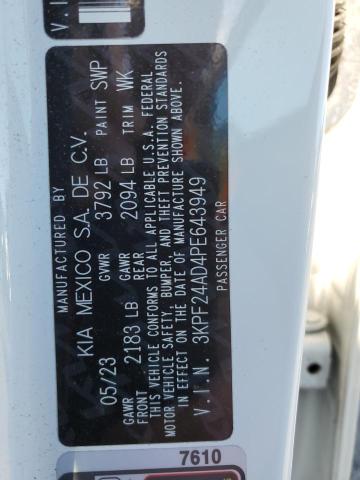 MANUFACTURED BY
KIA MEXICO S.A. DE C.V.
05/23 GVWR 3792 LB PAINT SWP
GAWR FRONT 2183 LB GAWR REAR 2094 LB TRIM WK
THIS VEHICLE CONFORMS TO ALL APPLICABLE U.S.A. FEDERAL
MOTOR VEHICLE SAFETY, BUMPER, AND THEFT PREVENTION STANDARDS
IN EFFECT ON THE DATE OF MANUFACTURE SHOWN ABOVE.
V.I.N. 3KPF24AD4PE643949
PASSENGER CAR
7610
V.I